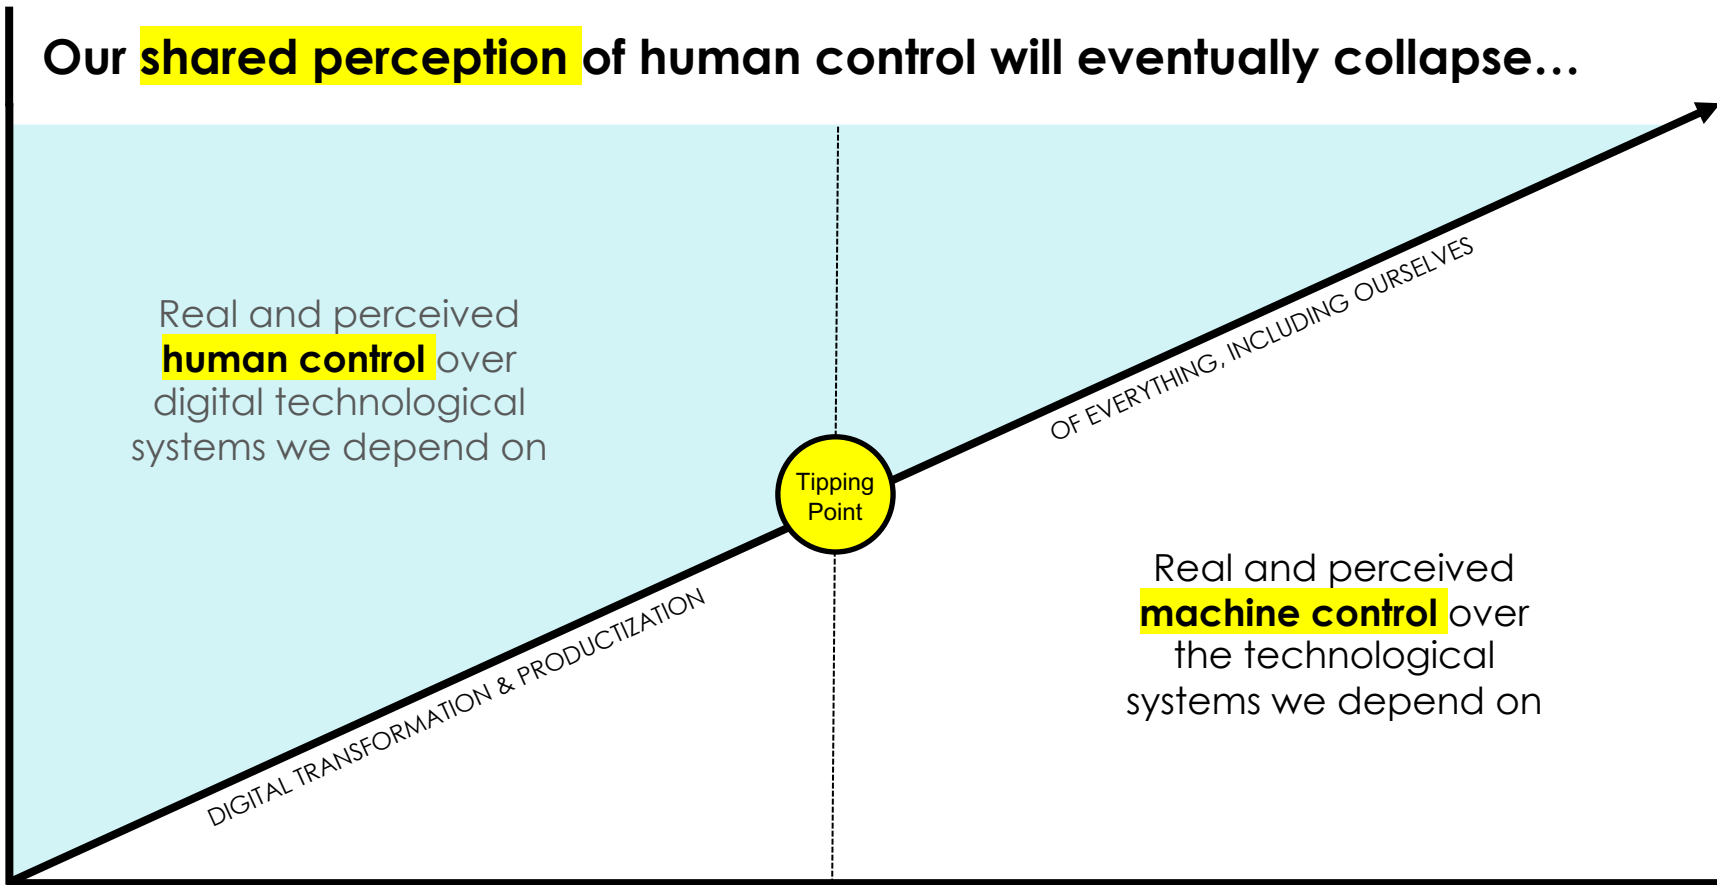 Our shared perception of human control will eventually collapse…
Real and perceived
human control over
digital technological
systems we depend on
Tipping
Point
DIGITAL TRANSFORMATION & PRODUCTIZATION
OF EVERYTHING, INCLUDING OURSELVES
Real and perceived
machine control over
the technological
systems we depend on